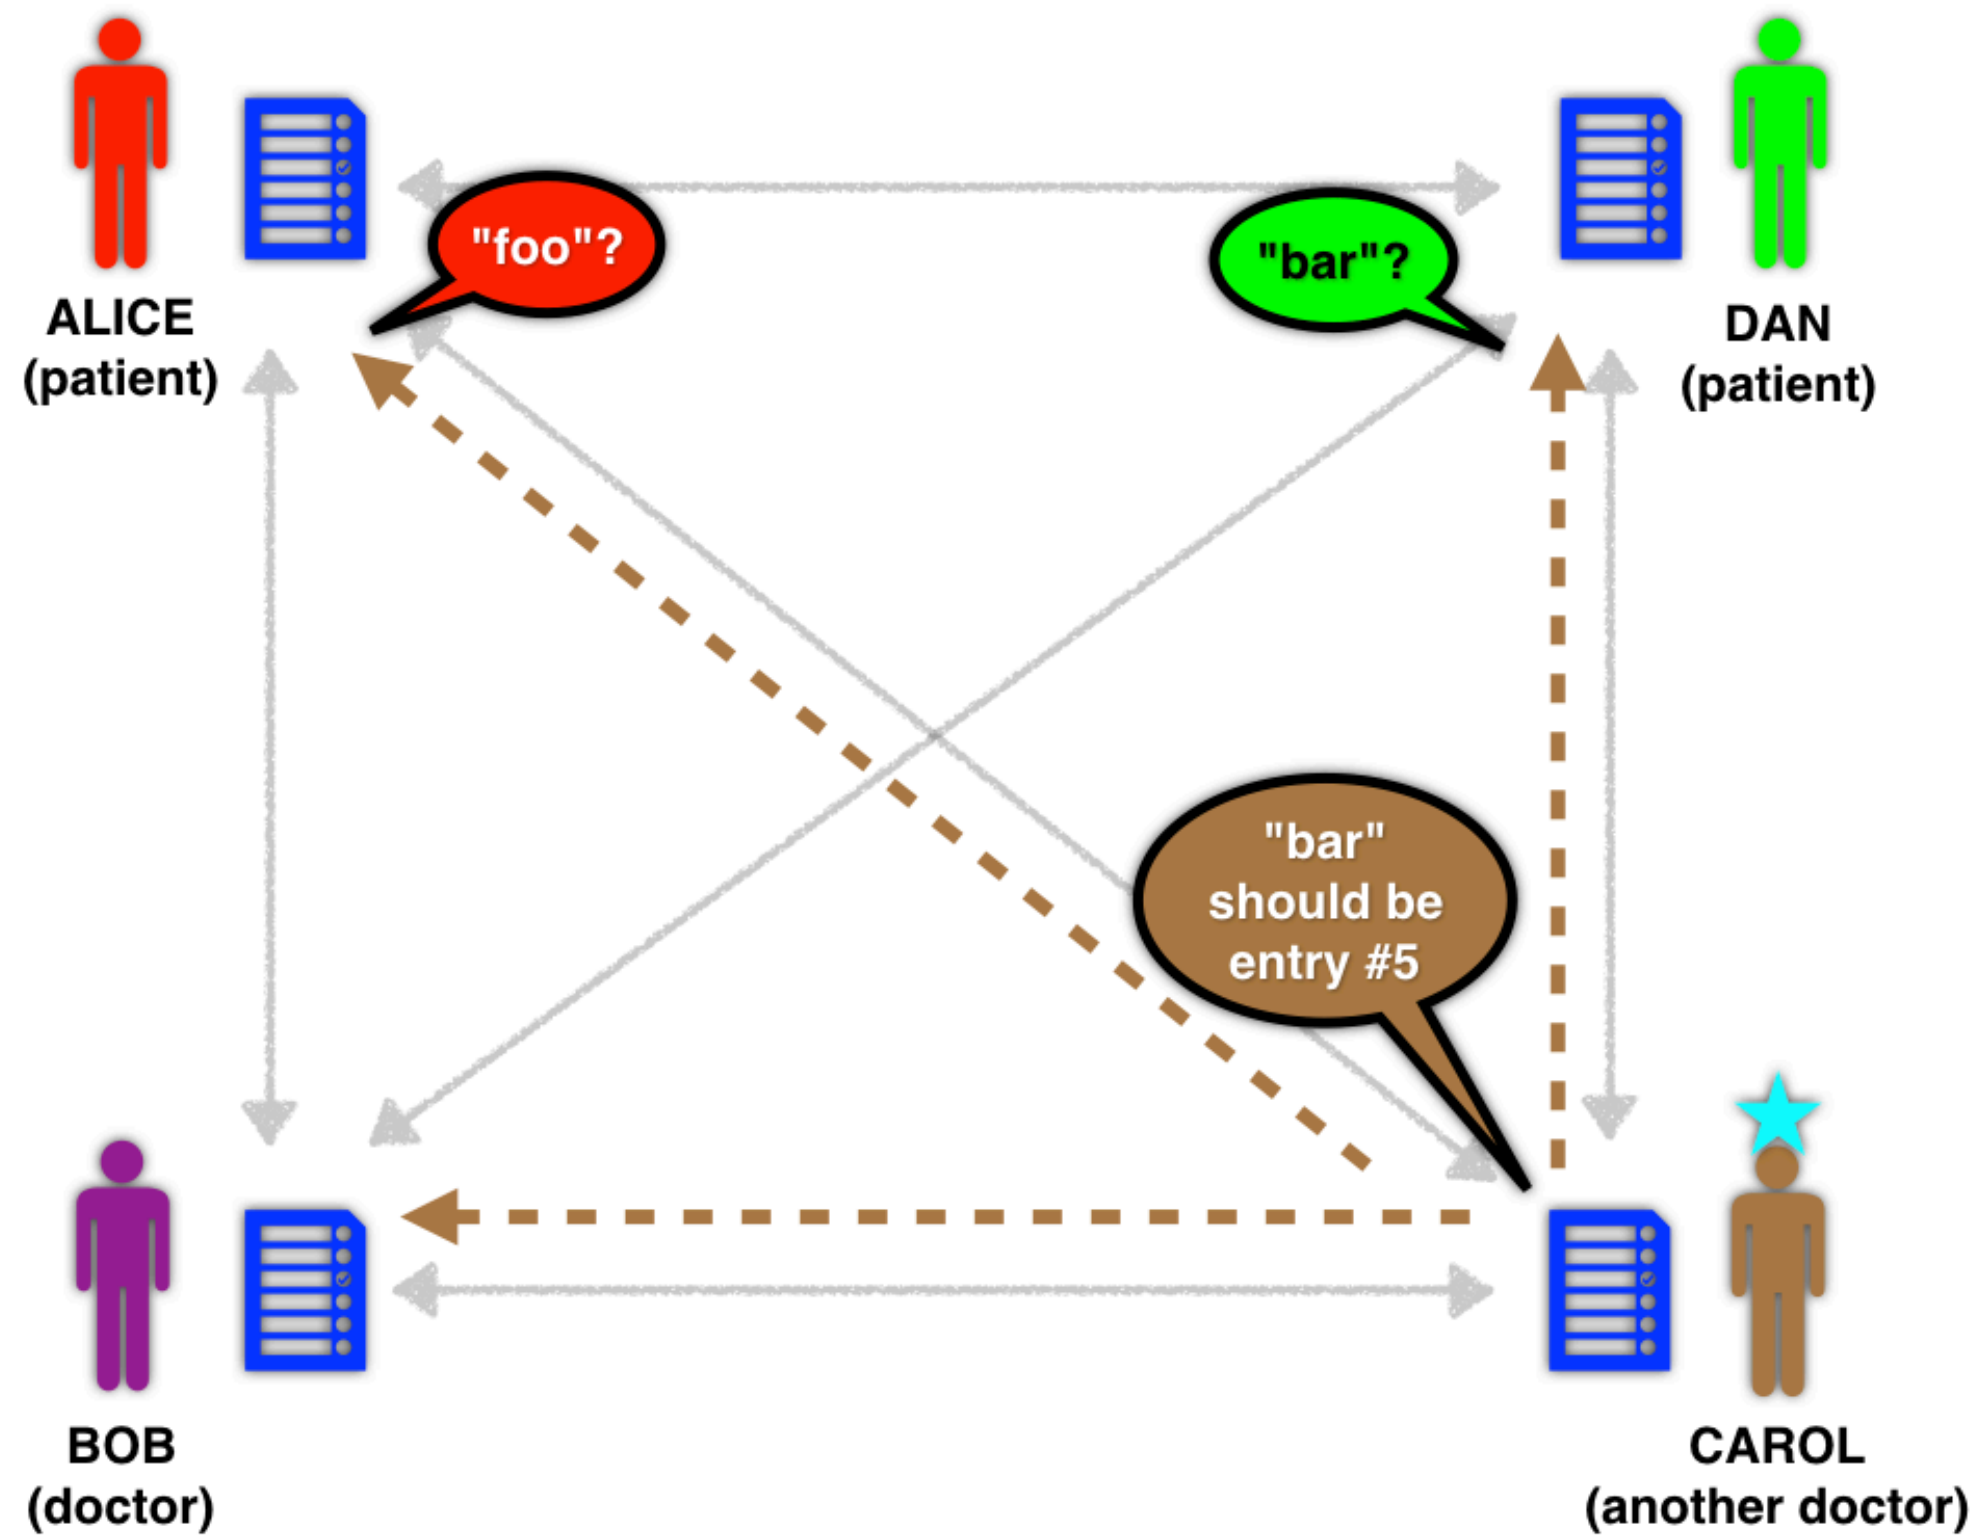 ALICE
(patient)
"foo"?
"bar"?
DAN
(patient)
"bar"
should be
entry #5
BOB
(doctor)
CAROL
(another doctor)